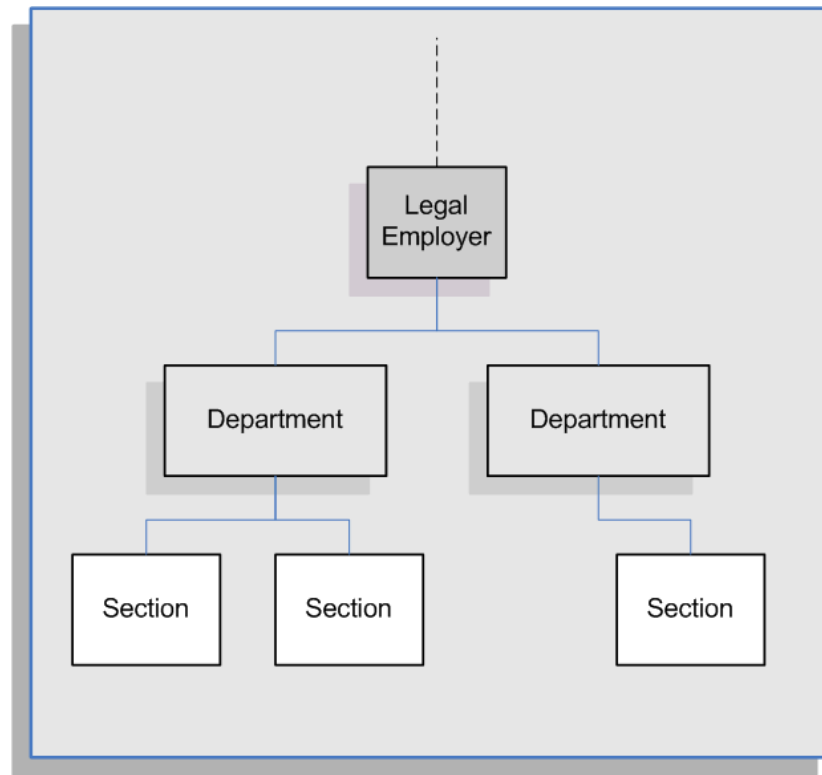 Legal
Employer
Department
Department
Section
Section
Section